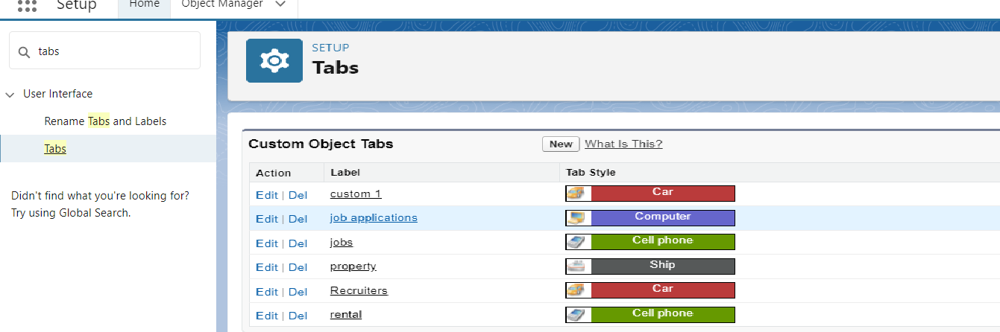 Setup Home Object Manager
tabs
User Interface
Rename Tabs and Labels
Tabs
Didn't find what you're looking for?
Try using Global Search.
SETUP
Tabs
Custom Object Tabs New What Is This?
Action Label Tab Style
Edit | Del custom 1 Car
Edit | Del job applications Computer
Edit | Del jobs Cell phone
Edit | Del property Ship
Edit | Del Recruiters Car
Edit | Del rental Cell phone